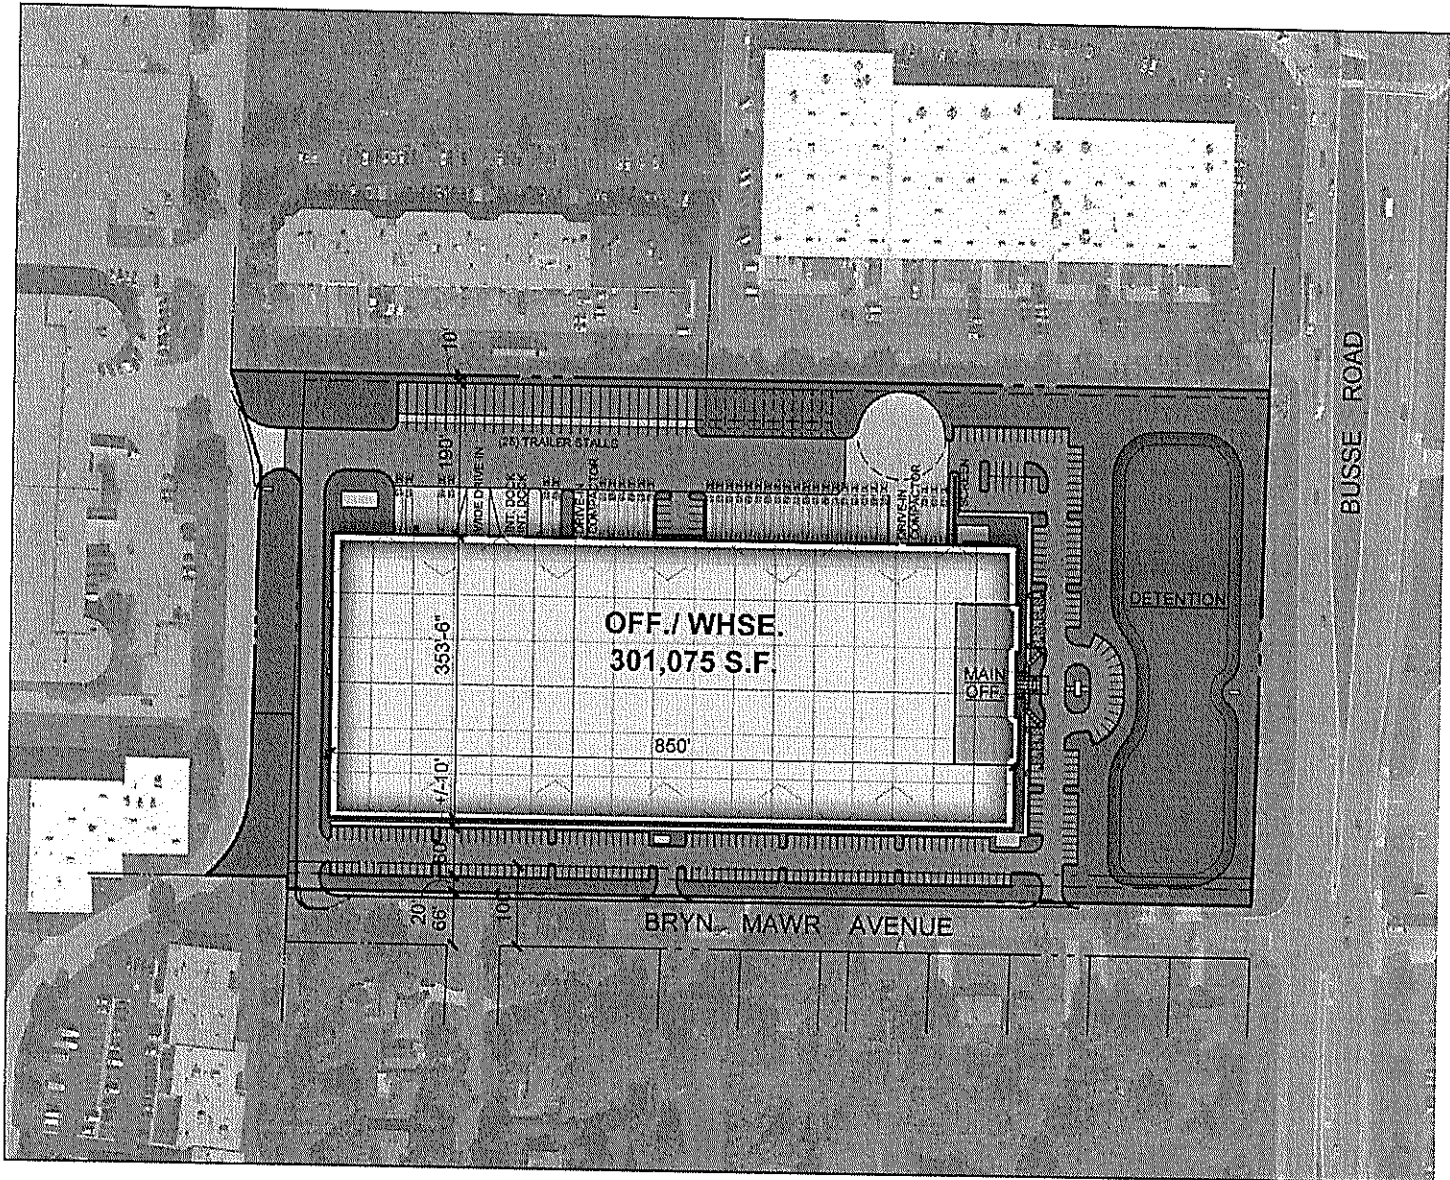 10'
BUSSE ROAD
(25) TRAILER STALLS
190'
WIDE DRIVE-IN
INT. DOCK
INT. DOCK
DRIVE-IN
COMPACTOR
DRIVE-IN /
COMPACTOR
SCREEN
OFF./ WHSE.
301,075 S.F.
353'-6"
DETENTION
MAIN
OFF.
850'
+/-10'
20'
66'
10'
BRYN MAWR AVENUE